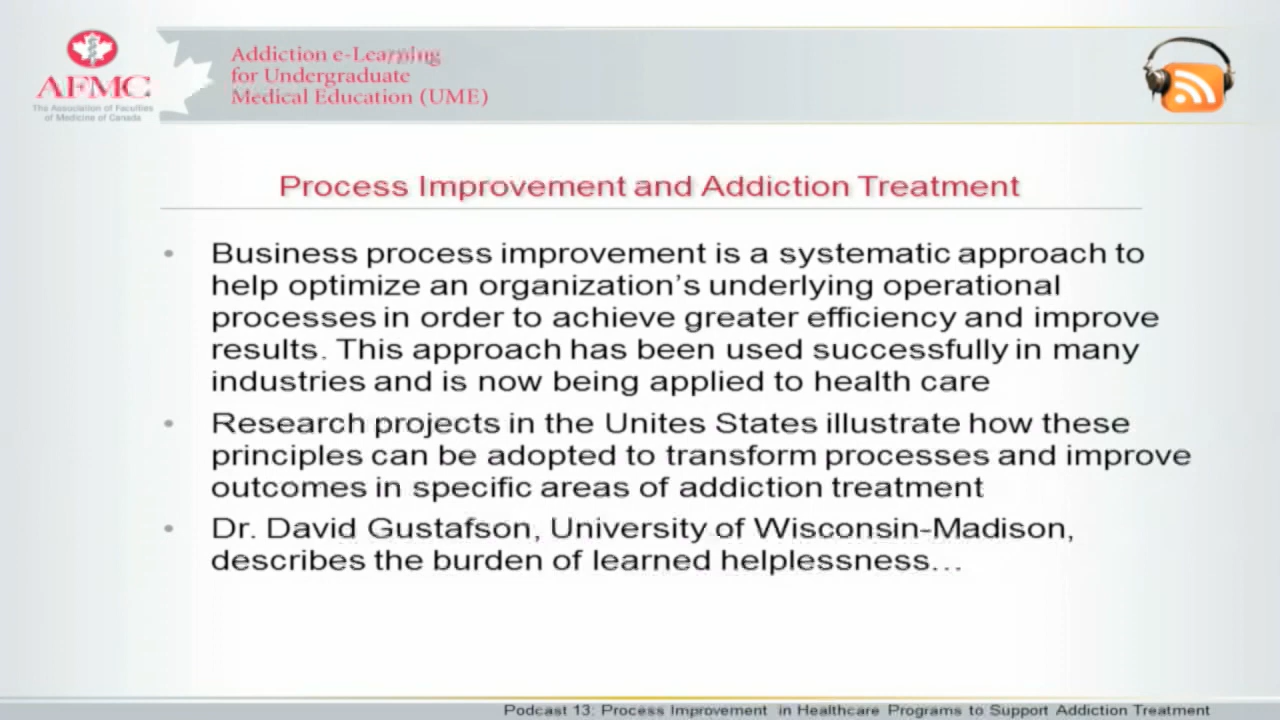 AFMC
The Association of Faculties
of Medicine of Canada
Addiction e-Learning
for Undergraduate
Medical Education (UME)
Process Improvement and Addiction Treatment
• Business process improvement is a systematic approach to
help optimize an organization's underlying operational
processes in order to achieve greater efficiency and improve
results. This approach has been used successfully in many
industries and is now being applied to health care
• Research projects in the Unites States illustrate how these
principles can be adopted to transform processes and improve
outcomes in specific areas of addiction treatment
• Dr. David Gustafson, University of Wisconsin-Madison,
describes the burden of learned helplessness…
Podcast 13: Process Improvement in Healthcare Programs to Support Addiction Treatment